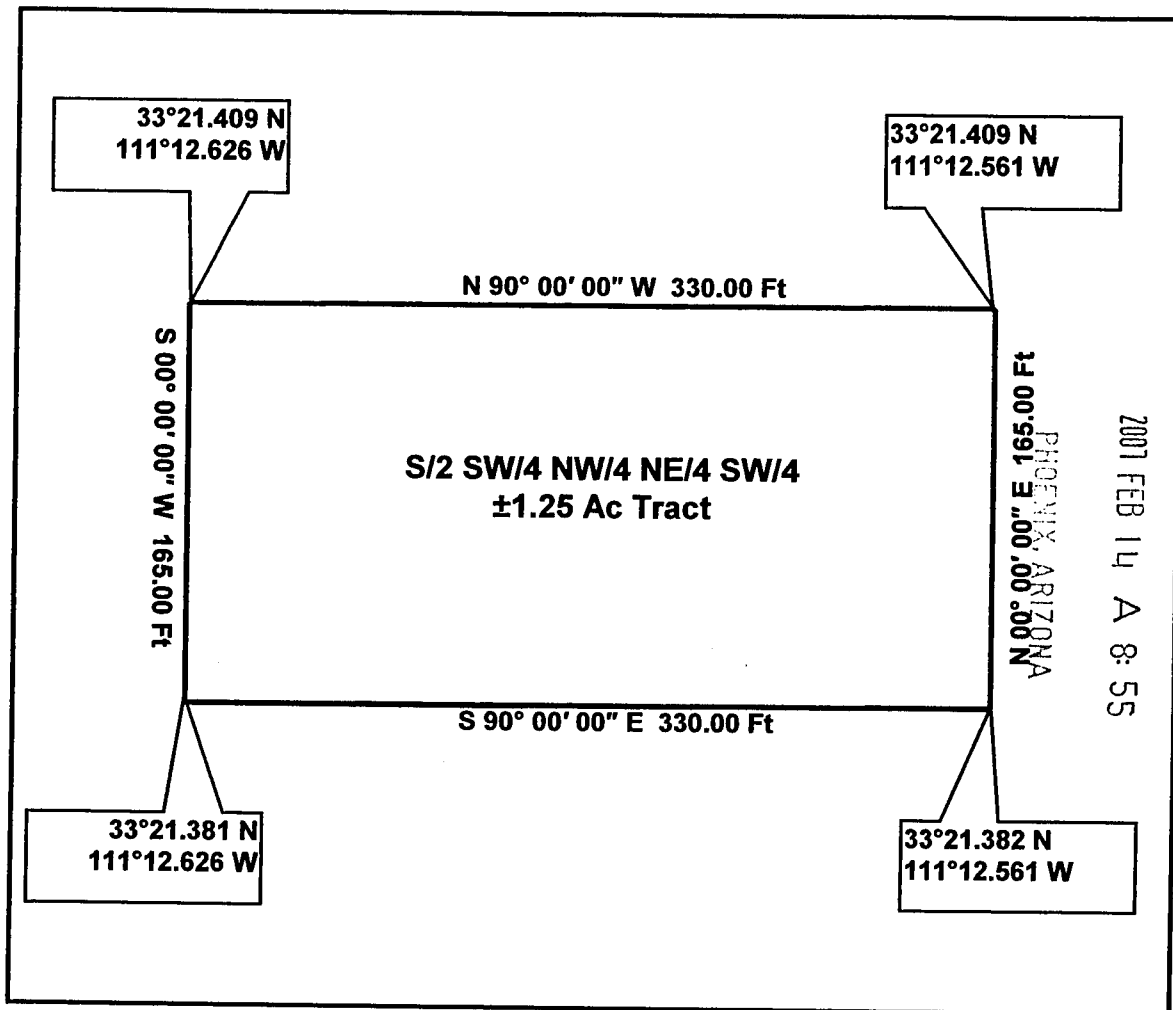 33°21.409 N
111°12.626 W
33°21.409 N
111°12.561 W
N 90° 00' 00" W 330.00 Ft
S 00° 00' 00" W 165.00 Ft
S/2 SW/4 NW/4 NE/4 SW/4
±1.25 Ac Tract
N 00° 00' 00" E 165.00 Ft
PHOENIX, ARIZONA
2007 FEB 14 A 8:55
S 90° 00' 00" E 330.00 Ft
33°21.381 N
111°12.626 W
33°21.382 N
111°12.561 W